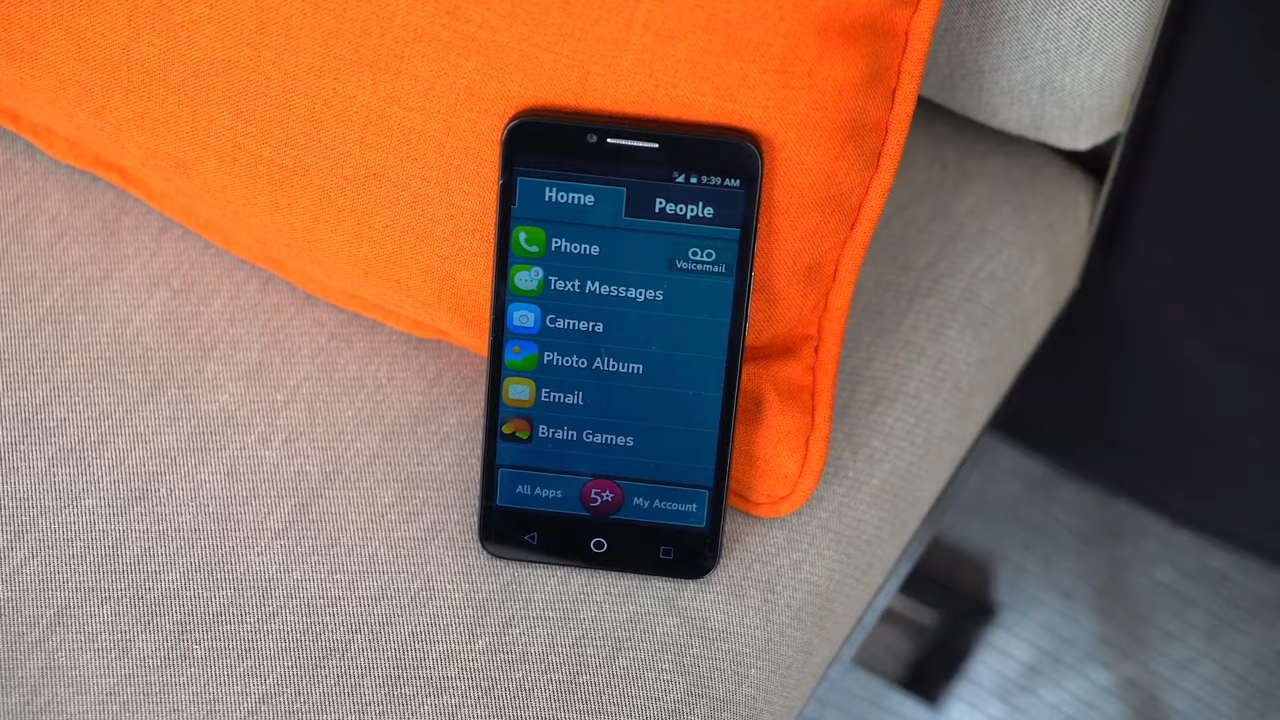 9:39 AM
Home People
Phone
Voicemail
3
Text Messages
Camera
Photo Album
Email
Brain Games
All Apps 5☆ My Account